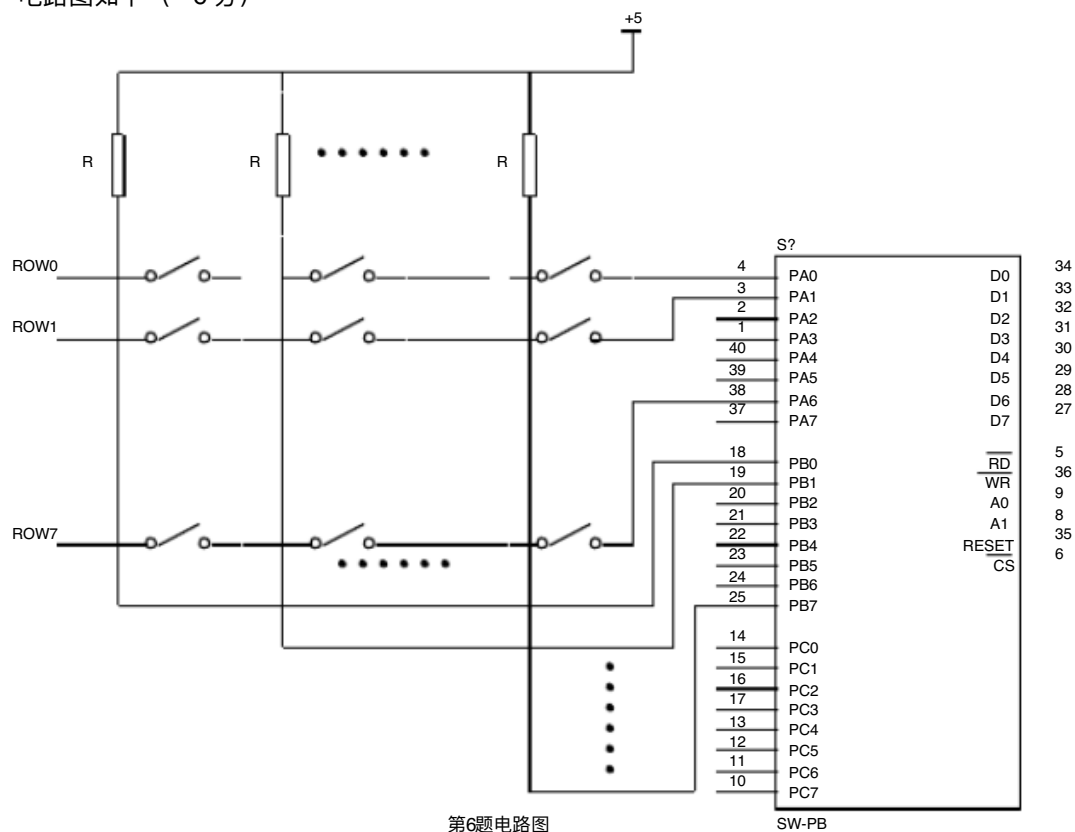 +5
R
R
R
S?
ROW0
4 PA0 D0 34
3 PA1 D1 33
ROW1
2 PA2 D2 32
1 PA3 D3 31
40 PA4 D4 30
39 PA5 D5 29
38 PA6 D6 28
37 PA7 D7 27
18 PB0 RD 5
19 PB1 WR 36
20 PB2 A0 9
21 PB3 A1 8
ROW7
22 PB4 RESET 35
23 PB5 CS 6
24 PB6
25 PB7
14 PC0
15 PC1
16 PC2
17 PC3
13 PC4
12 PC5
11 PC6
10 PC7
第6题电路图
SW-PB